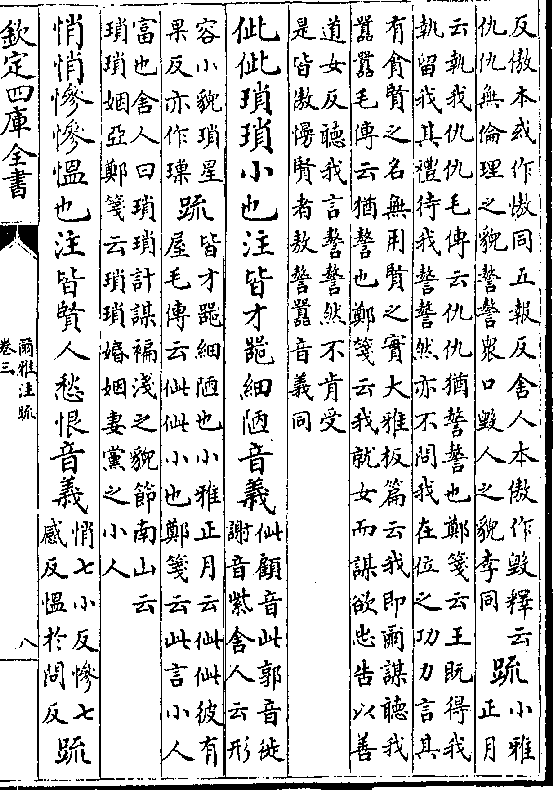 反傲本或作慠同五報反舍人本傲作毀釋云
仇仇無倫理之貌謷謷衆口毀人之貌李同
疏
小雅
正月
云執我仇仇毛傳云仇仇猶謷謷也鄭箋云王既得我
執留我其禮待我謷謷然亦不問我在位之功力言其
有貪賢之名無用賢之實大雅板篇云我即爾謀聽我
囂囂毛傳云猶謷也鄭箋云我就女而謀欲忠告以善
道女反聽我言謷謷然不肯受
是皆傲慢賢者敖謷囂音義同
佌佌瑣瑣小也注皆才噐細陋音義
佌顧音此郭音徙
謝音紫舍人云形
容小貌瑣星
果反亦作璅
疏
皆才噐細陋也小雅正月云佌佌彼有
屋毛傳云佌佌小也鄭箋云此言小人
富也舍人曰瑣瑣計謀褊淺之貌節南山云
瑣瑣姻亞鄭箋云瑣瑣婚姻妻黨之小人
悄悄慘慘愠也注皆賢人愁恨音義
悄七小反慘七
感反愠於問反
疏
欽定四庫全書
爾雅注疏
卷三
八